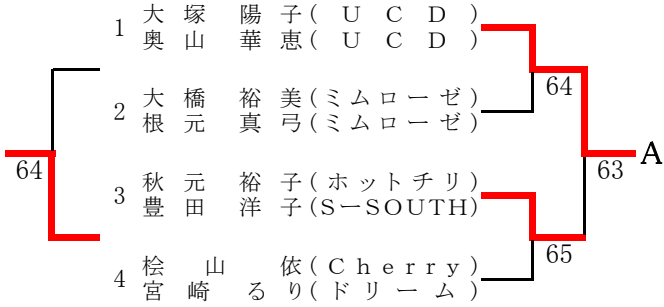 1 大塚 陽子(UCD)
奥山 華恵(UCD)
64
2 大橋 裕美(ミムローゼ)
根元 真弓(ミムローゼ)
A
64
63
3 秋元 裕子(ホットチリ)
豊田 洋子(SーSOUTH)
65
4 桧山 依(Cherry)
宮崎 るり(ドリーム)